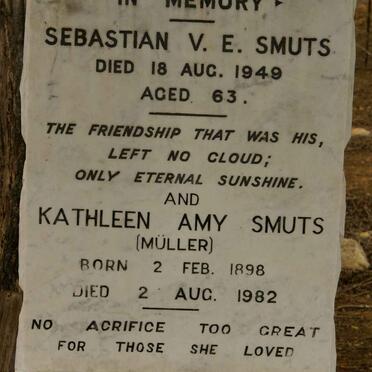 IN MEMORY
SEBASTIAN V. E. SMUTS
DIED 18 AUG. 1949
AGED 63.
THE FRIENDSHIP THAT WAS HIS,
LEFT NO CLOUD;
ONLY ETERNAL SUNSHINE.
AND
KATHLEEN AMY SMUTS
(MÜLLER)
BORN 2 FEB. 1898
DIED 2 AUG. 1982
NO ACRIFICE TOO GREAT
FOR THOSE SHE LOVED